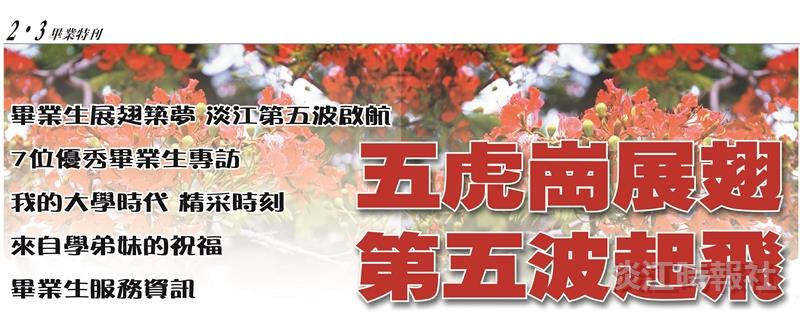 2·3畢業特刊
畢業生展翅築夢 淡江第五波啟航
7位優秀畢業生專訪
我的大學時代 精采時刻
來自學弟妹的祝福
畢業生服務資訊
五虎崗展翅
第五波起飛
淡江時報社